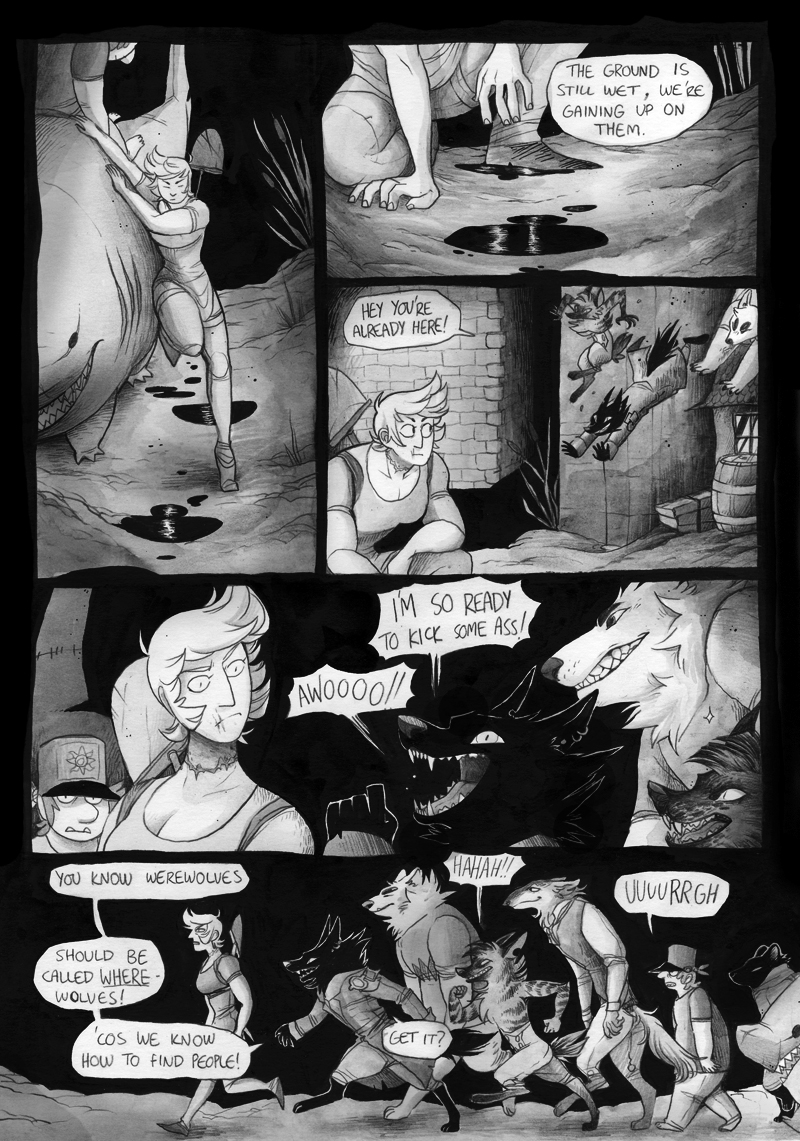 THE GROUND IS
STILL WET, WE'RE
GAINING UP ON
THEM.
HEY YOU'RE
ALREADY HERE!
I'M SO READY
TO KICK SOME ASS!
AWOOOO!!
YOU KNOW WEREWOLVES
SHOULD BE
CALLED WHERE-
WOLVES!
'COS WE KNOW
HOW TO FIND PEOPLE!
GET IT?
HAHAH!!
UUUURRGH